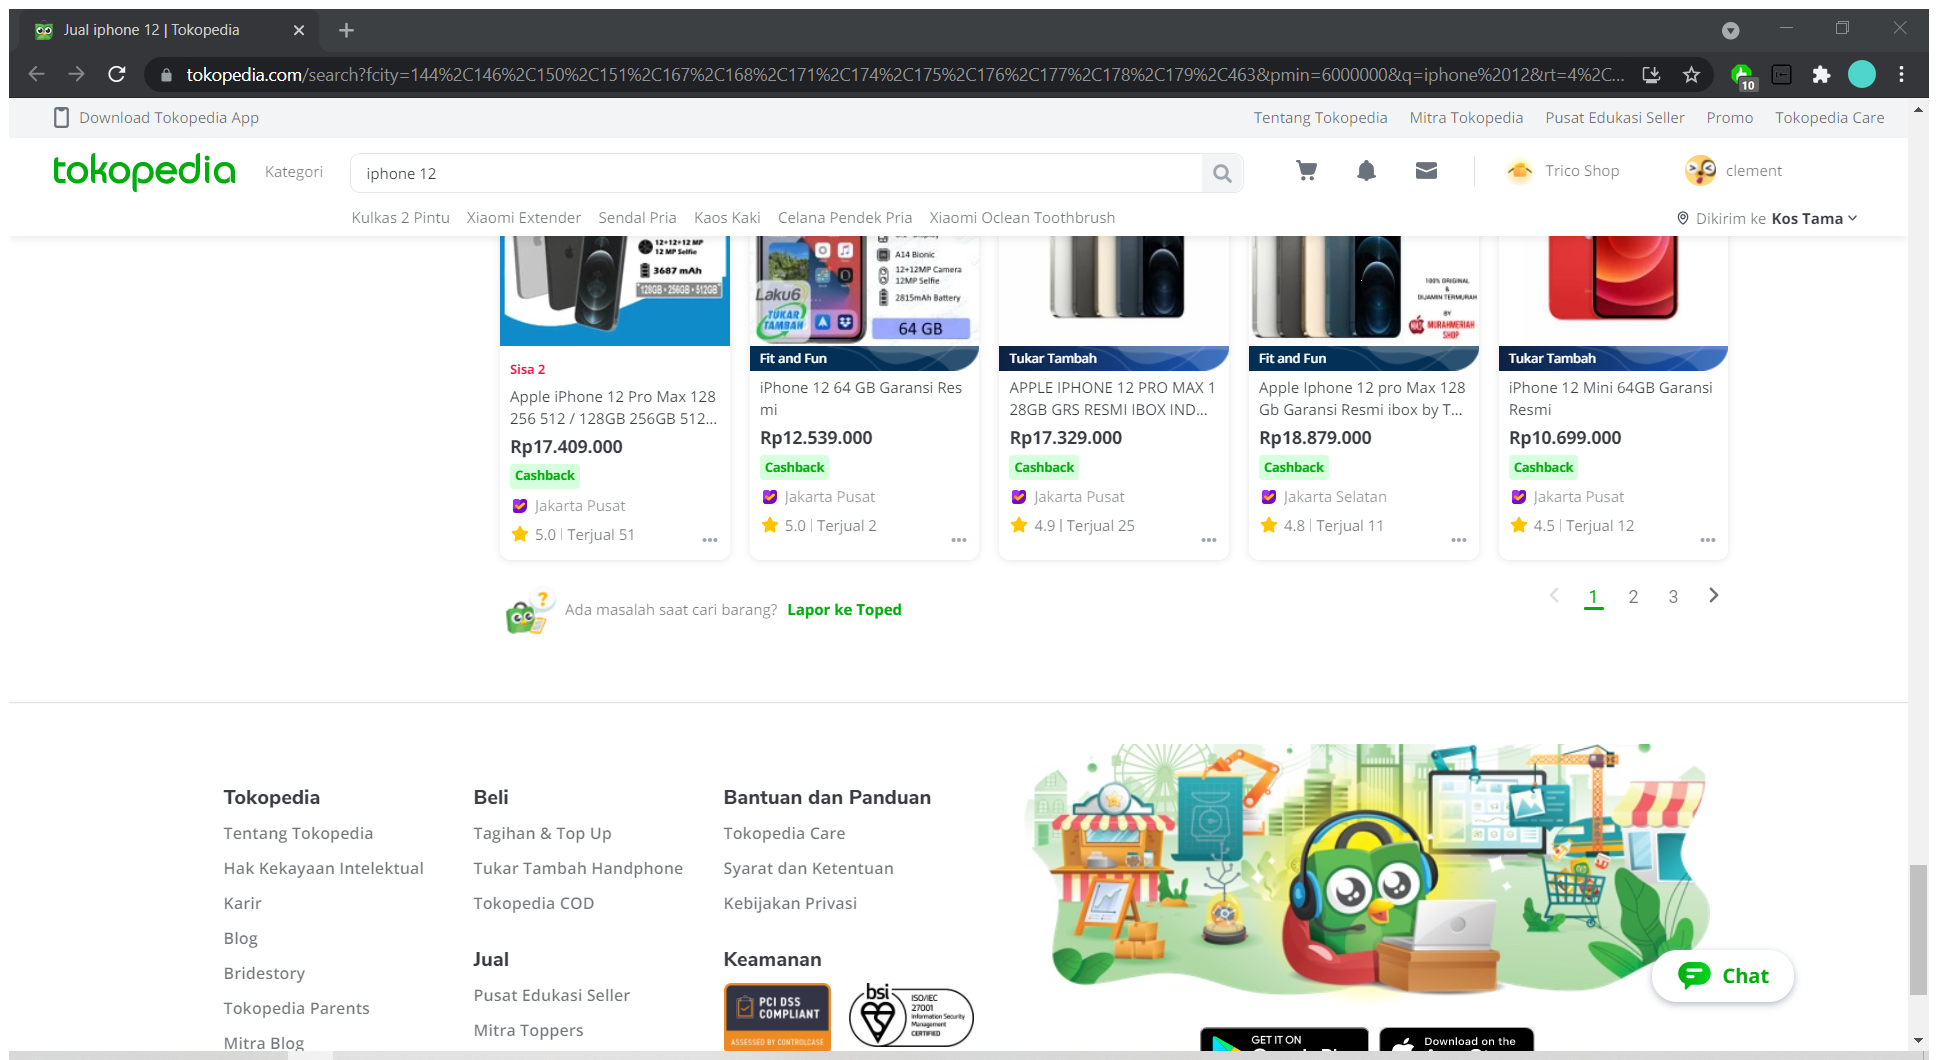 Jual iphone 12 | Tokopedia
tokopedia.com/search?fcity=144%2C146%2C150%2C151%2C167%2C168%2C171%2C174%2C175%2C176%2C177%2C178%2C179%2C463&pmin=6000000&q=iphone%2012&rt=4%2C...
10
Download Tokopedia App
Tentang Tokopedia
Mitra Tokopedia
Pusat Edukasi Seller
Promo
Tokopedia Care
tokopedia
Kategori
iphone 12
Trico Shop
clement
Kulkas 2 Pintu
Xiaomi Extender
Sendal Pria
Kaos Kaki
Celana Pendek Pria
Xiaomi Oclean Toothbrush
Dikirim ke Kos Tama
12+12+12 MP
12 MP Selfie
3687 mAh
128GB • 256GB • 512GB
A14 Bionic
12+12MP Camera
12MP Selfie
2815mAh Battery
Laku6
TUKAR
TAMBAH
64 GB
100% ORIGINAL
&
DIJAMIN TERMURAH
BY
MURAHMERIAH
SHOP
Sisa 2
Apple iPhone 12 Pro Max 128
256 512 / 128GB 256GB 512...
Rp17.409.000
Cashback
Jakarta Pusat
5.0 | Terjual 51
Fit and Fun
iPhone 12 64 GB Garansi Res
mi
Rp12.539.000
Cashback
Jakarta Pusat
5.0 | Terjual 2
Tukar Tambah
APPLE IPHONE 12 PRO MAX 1
28GB GRS RESMI IBOX IND...
Rp17.329.000
Cashback
Jakarta Pusat
4.9 | Terjual 25
Fit and Fun
Apple Iphone 12 pro Max 128
Gb Garansi Resmi ibox by T...
Rp18.879.000
Cashback
Jakarta Selatan
4.8 | Terjual 11
Tukar Tambah
iPhone 12 Mini 64GB Garansi
Resmi
Rp10.699.000
Cashback
Jakarta Pusat
4.5 | Terjual 12
Ada masalah saat cari barang? Lapor ke Toped
1 2 3
Tokopedia
Tentang Tokopedia
Hak Kekayaan Intelektual
Karir
Blog
Bridestory
Tokopedia Parents
Mitra Blog
Beli
Tagihan & Top Up
Tukar Tambah Handphone
Tokopedia COD
Jual
Pusat Edukasi Seller
Mitra Toppers
Bantuan dan Panduan
Tokopedia Care
Syarat dan Ketentuan
Kebijakan Privasi
Keamanan
PCI DSS
COMPLIANT
ASSESSED BY CONTROLCASE
bsi
ISO/IEC
27001
Information Security
Management
CERTIFIED
Chat
GET IT ON
Download on the